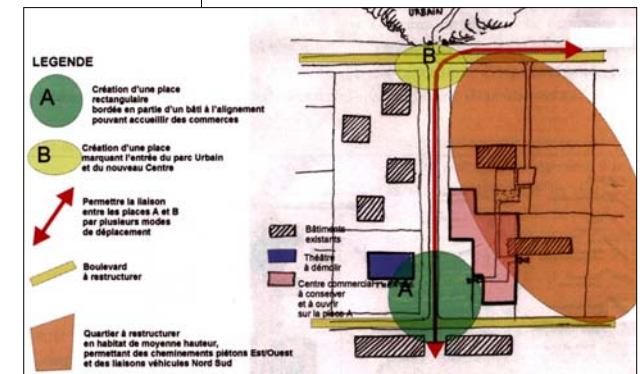 URBAIN
LEGENDE
A
Création d'une place
rectangulaire
bordée en partie d'un bâti à l'alignement
pouvant accueillir des commerces
B
Création d'une place
marquant l'entrée du parc Urbain
et du nouveau Centre
Permettre la liaison
entre les places A et B
par plusieurs modes
de déplacement
Boulevard
à restructurer
Quartier à restructurer
en habitat de moyenne hauteur,
permettant des cheminements piétons Est/Ouest
et des liaisons véhicules Nord Sud
B
Bâtiments
existants
Théâtre
à démolir
Centre commercial
à conserver
et à ouvrir
sur la place A
A